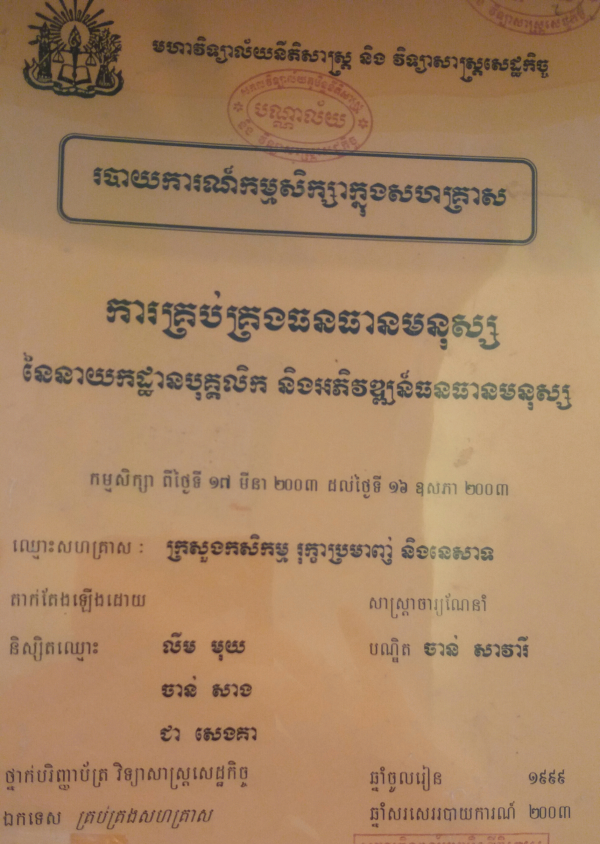 មហាវិទ្យាល័យនីតិសាស្ត្រ និង វិទ្យាសាស្ត្រសេដ្ឋកិច្ច
បណ្ណាល័យ
របាយការណ៍កម្មសិក្សាក្នុងសហគ្រាស
ការគ្រប់គ្រងធនធានមនុស្ស
នៃនាយកដ្ឋានបុគ្គលិក និងអភិវឌ្ឍន៍ធនធានមនុស្ស
កម្មសិក្សា ពីថ្ងៃទី ១៧ មីនា ២០០៣ ដល់ថ្ងៃទី ១៦ ឧសភា ២០០៣
ឈ្មោះសហគ្រាស : ក្រសួងកសិកម្ម រុក្ខាប្រមាញ់ និងនេសាទ
តាក់តែងឡើងដោយ សាស្ត្រាចារ្យណែនាំ
និស្សិតឈ្មោះ លឹម មុយ បណ្ឌិត ចាន់ សាវារី
ចាន់ សាង
ជា សេងគា
ថ្នាក់បរិញ្ញាប័ត្រ វិទ្យាសាស្ត្រសេដ្ឋកិច្ច ឆ្នាំចូលរៀន ១៩៩៩
ឯកទេស គ្រប់គ្រងសហគ្រាស ឆ្នាំសរសេររបាយការណ៍ ២០០៣